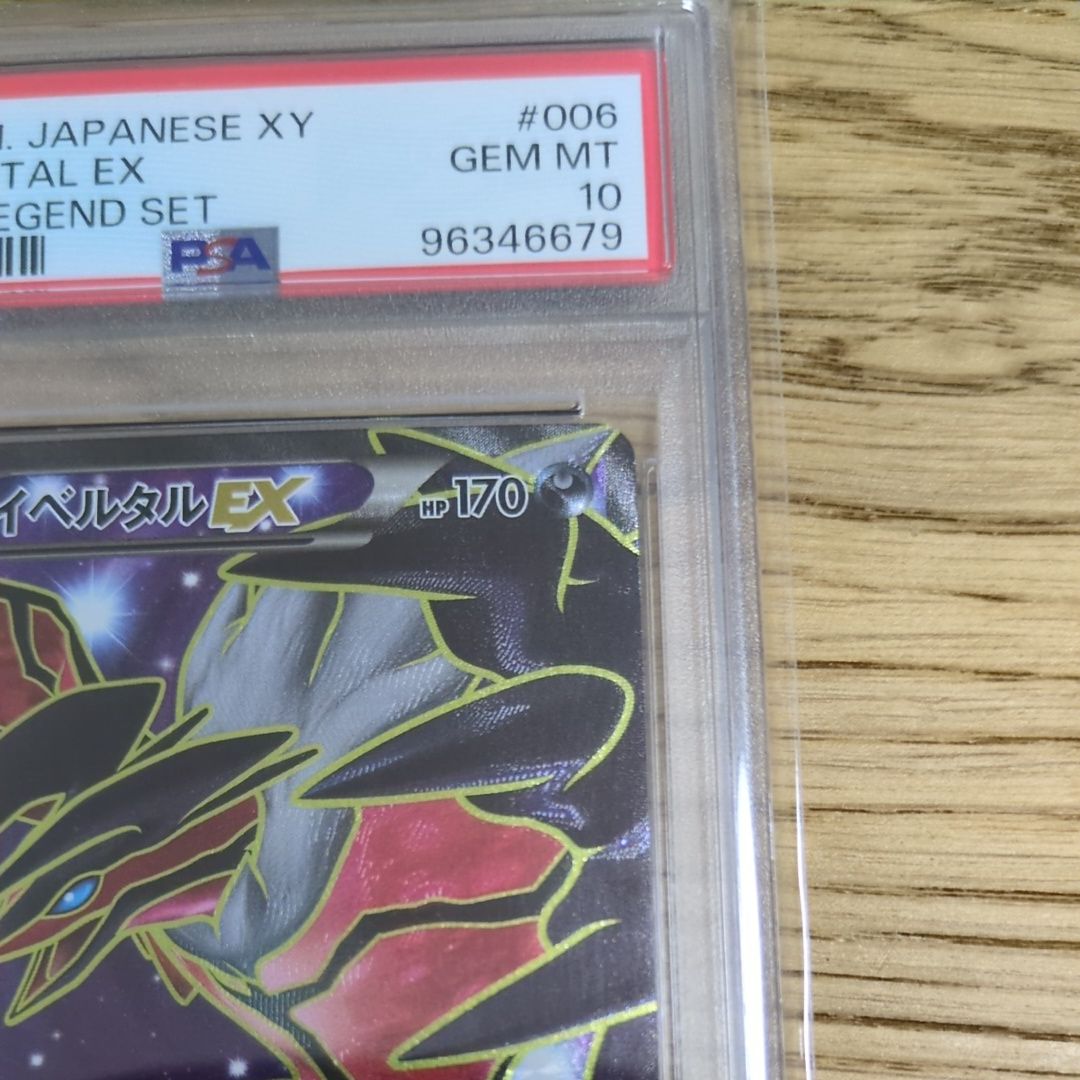 . JAPANESE XY #006
TAL EX GEM MT
EGEND SET 10
PSA 96346679
イベルタルEX HP170